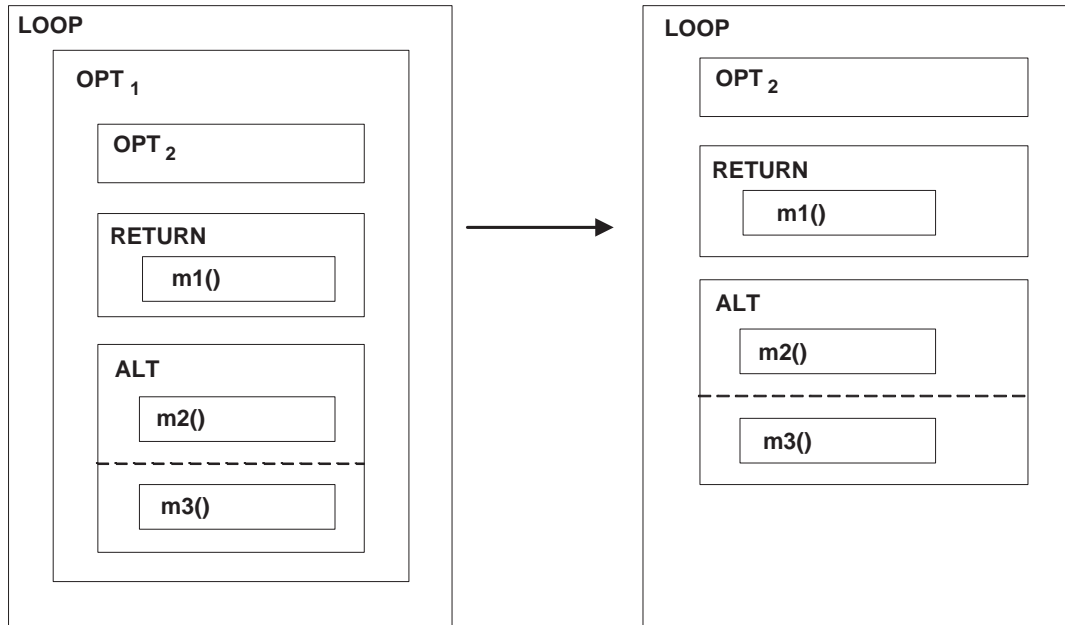 LOOP
OPT 1
OPT 2
RETURN
m1()
ALT
m2()
m3()
LOOP
OPT 2
RETURN
m1()
ALT
m2()
m3()